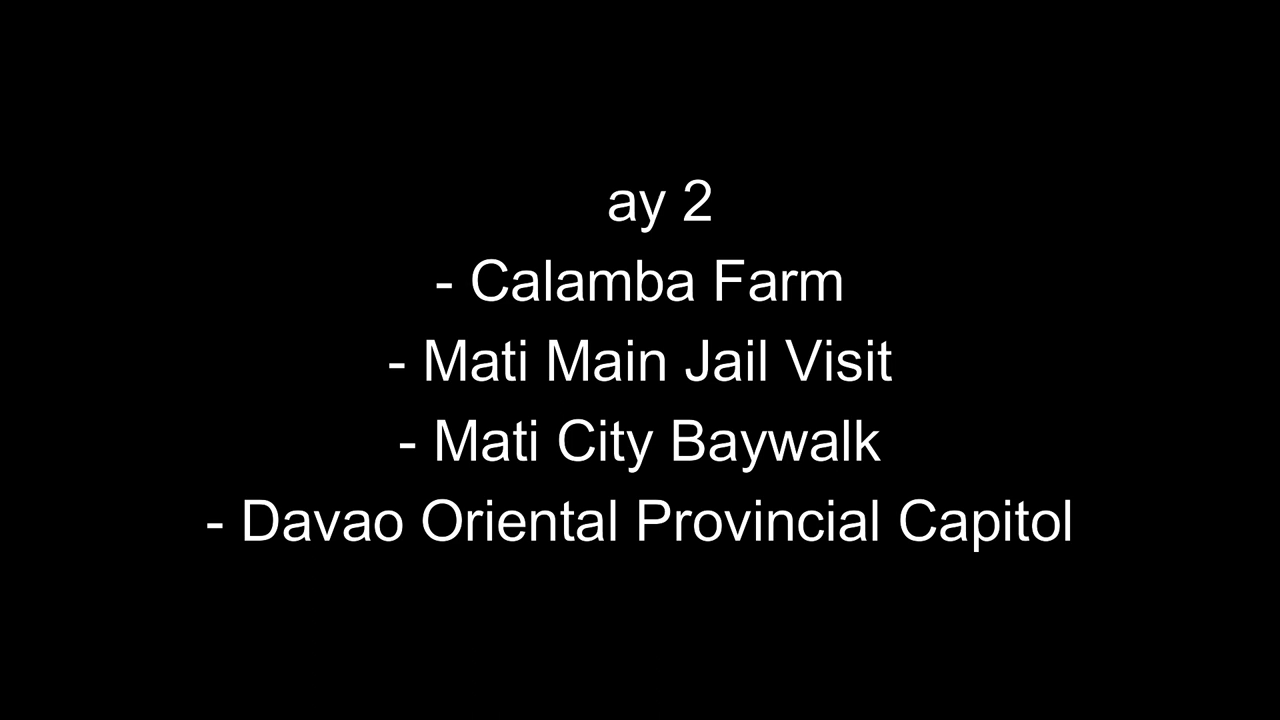 ay 2
- Calamba Farm
- Mati Main Jail Visit
- Mati City Baywalk
- Davao Oriental Provincial Capitol